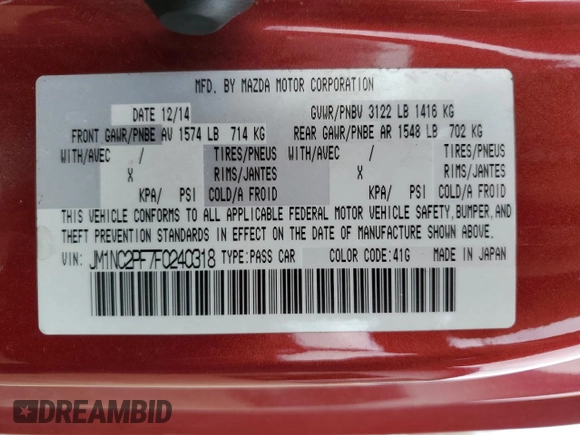 MFD. BY MAZDA MOTOR CORPORATION
DATE 12/14 GVWR/PNBV 3122 LB 1416 KG
FRONT GAWR/PNBE AV 1574 LB 714 KG REAR GAWR/PNBE AR 1548 LB 702 KG
WITH/AVEC / TIRES/PNEUS WITH/AVEC / TIRES/PNEUS
X RIMS/JANTES X RIMS/JANTES
KPA/ PSI COLD/A FROID KPA/ PSI COLD/A FROID
THIS VEHICLE CONFORMS TO ALL APPLICABLE FEDERAL MOTOR VEHICLE SAFETY, BUMPER, AND
THEFT PREVENTION STANDARDS IN EFFECT ON THE DATE OF MANUFACTURE SHOWN ABOVE.
VIN: JM1NC2PF7F0240318 TYPE:PASS CAR COLOR CODE:41G MADE IN JAPAN
DREAMBID